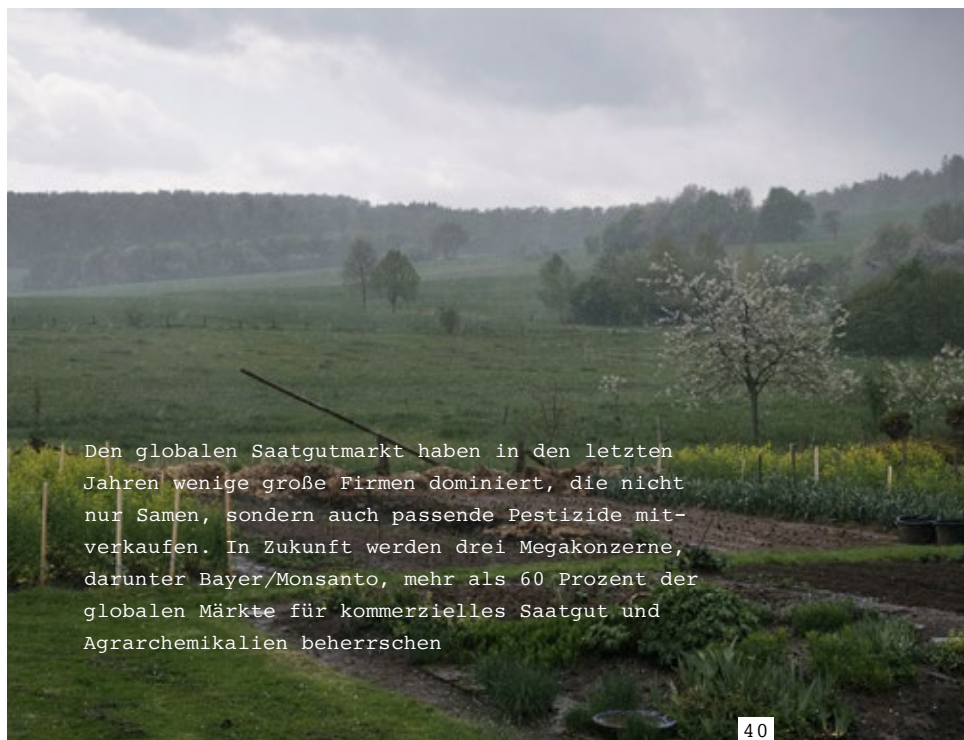 Den globalen Saatgutmarkt haben in den letzten
Jahren wenige große Firmen dominiert, die nicht
nur Samen, sondern auch passende Pestizide mit-
verkaufen. In Zukunft werden drei Megakonzerne,
darunter Bayer/Monsanto, mehr als 60 Prozent der
globalen Märkte für kommerzielles Saatgut und
Agrarchemikalien beherrschen
40